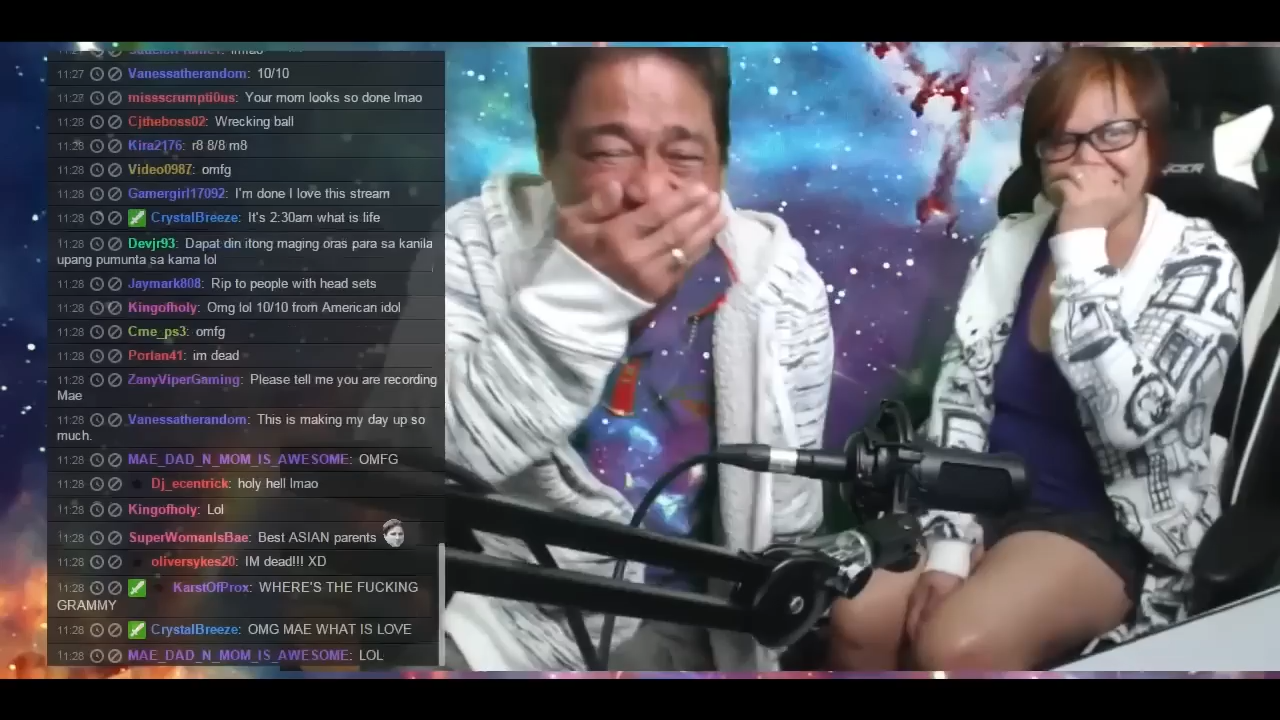 11:27 Vanessatherandom: 10/10
11:27 missscrumpti0us: Your mom looks so done lmao
11:28 Cjtheboss02: Wrecking ball
11:28 Kira2176: r8 8/8 m8
11:28 Video0987: omfg
11:28 Gamergirl17092: I'm done I love this stream
11:28 CrystalBreeze: It's 2:30am what is life
11:28 Devjr93: Dapat din itong maging oras para sa kanila
upang pumunta sa kama lol
11:28 Jaymark808: Rip to people with head sets
11:28 Kingofholy: Omg lol 10/10 from American idol
11:28 Cme_ps3: omfg
11:28 Porlan41: im dead
11:28 ZanyViperGaming: Please tell me you are recording
Mae
11:28 Vanessatherandom: This is making my day up so
much.
11:28 MAE_DAD_N_MOM_IS_AWESOME: OMFG
11:28 Dj_ecentrick: holy hell lmao
11:28 Kingofholy: Lol
11:28 SuperWomanIsBae: Best ASIAN parents
11:28 oliversykes20: IM dead!!! XD
11:28 KarstOfProx: WHERE'S THE FUCKING
GRAMMY
11:28 CrystalBreeze: OMG MAE WHAT IS LOVE
11:28 MAE_DAD_N_MOM_IS_AWESOME: LOL